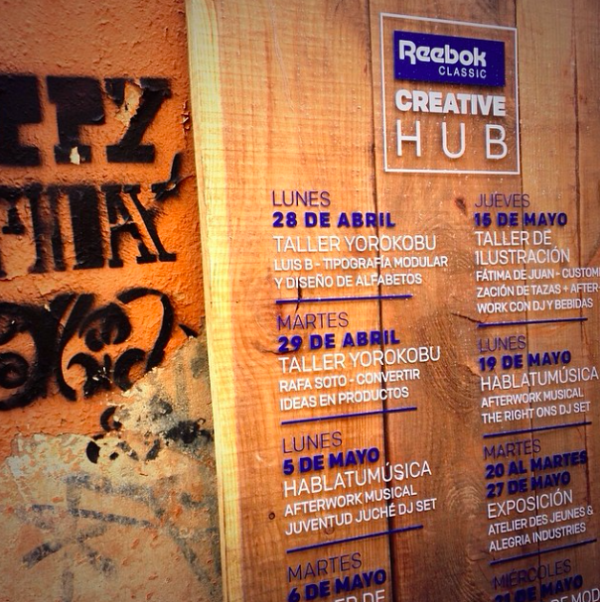 Reebok
CLASSIC
CREATIVE
HUB
LUNES
28 DE ABRIL
TALLER YOROKOBU
LUIS B - TIPOGRAFÍA MODULAR
Y DISEÑO DE ALFABETOS
MARTES
29 DE ABRIL
TALLER YOROKOBU
RAFA SOTO - CONVERTIR
IDEAS EN PRODUCTOS
LUNES
5 DE MAYO
HABLATUMÚSICA
AFTERWORK MUSICAL
JUVENTUD JUCHÉ DJ SET
MARTES
6 DE MAYO
JUEVES
15 DE MAYO
TALLER DE
ILUSTRACIÓN
FÁTIMA DE JUAN - CUSTOMI
ZACIÓN DE TAZAS + AFTER-
WORK CON DJ Y BEBIDAS
LUNES
19 DE MAYO
HABLATUMÚSICA
AFTERWORK MUSICAL
THE RIGHT ONS DJ SET
MARTES
20 AL MARTES
27 DE MAYO
EXPOSICIÓN
ATELIER DES JEUNES &
ALEGRIA INDUSTRIES
MIÉRCOLES
21 DE MAYO